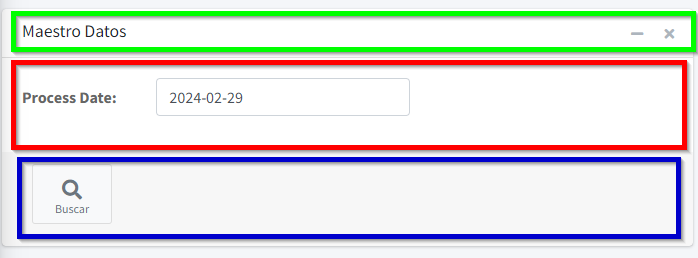 Maestro Datos
Process Date: 2024-02-29
Buscar